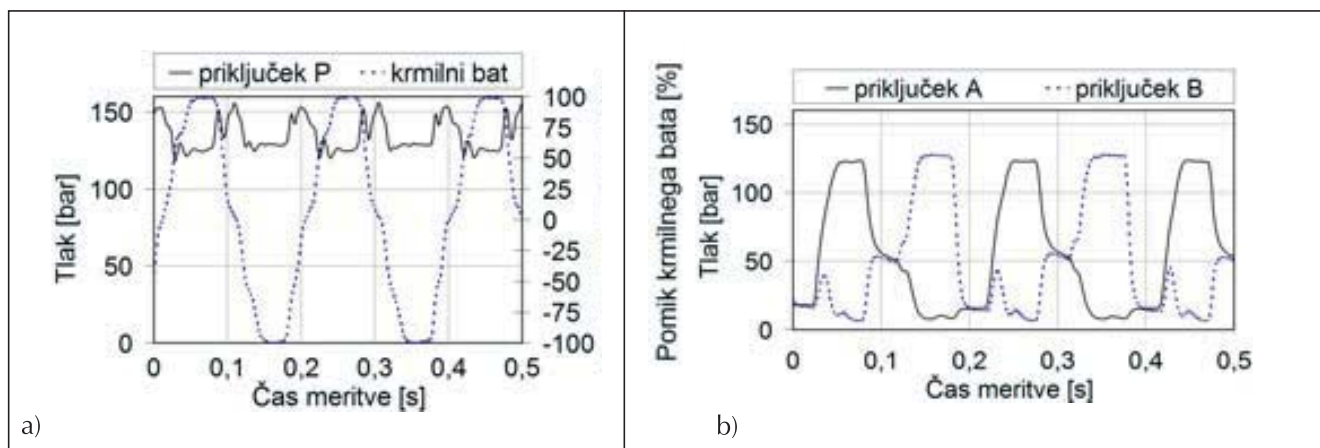 priključek P krmilni bat
150
100
50
0
Tlak [bar]
100
75
50
25
0
-25
-50
-75
-100
0 0,1 0,2 0,3 0,4 0,5
Čas meritve [s]
a)
Pomik krmilnega bata [%]
priključek A priključek B
150
100
50
0
Tlak [bar]
0 0,1 0,2 0,3 0,4 0,5
Čas meritve [s]
b)